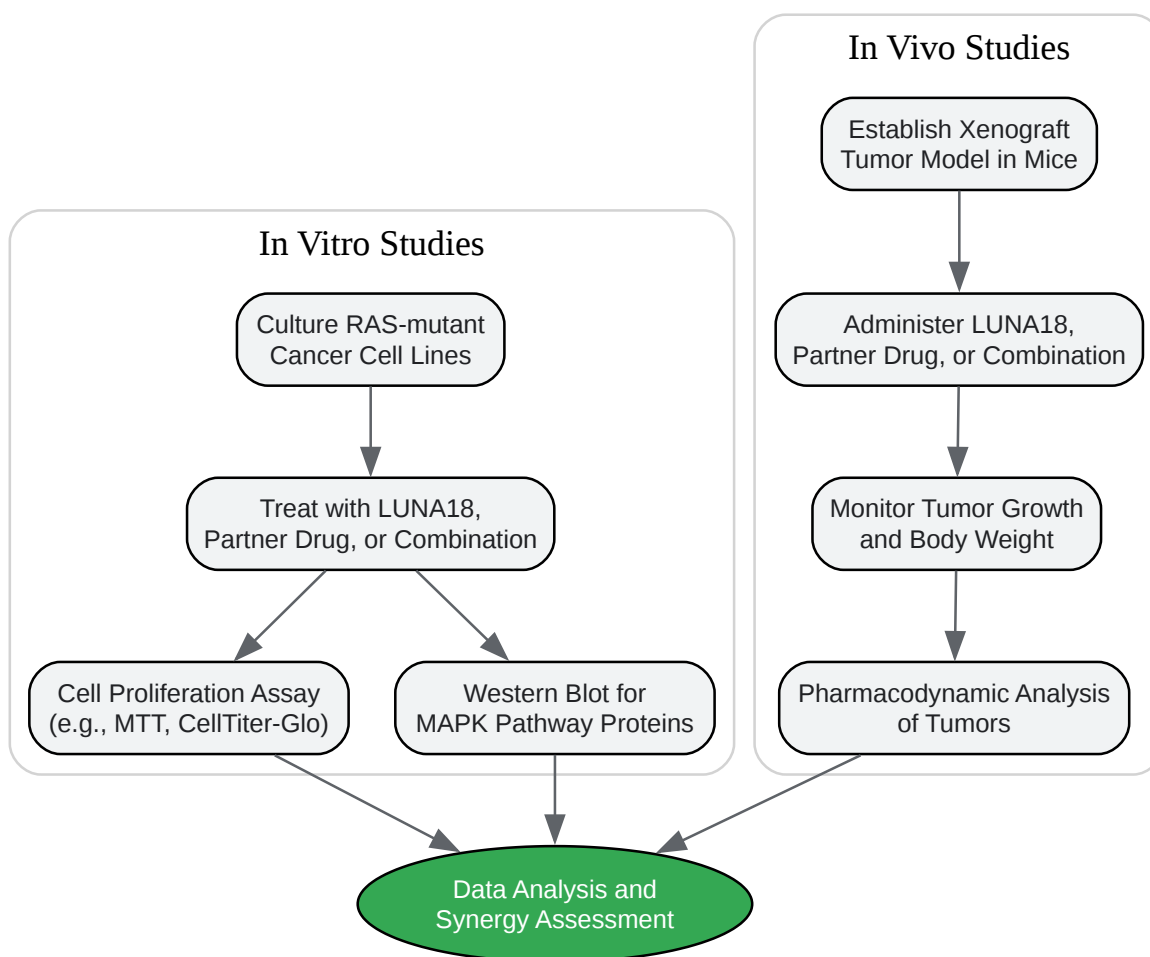 In Vitro Studies
Culture RAS-mutant
Cancer Cell Lines
Treat with LUNA18,
Partner Drug, or Combination
Cell Proliferation Assay
(e.g., MTT, CellTiter-Glo)
Western Blot for
MAPK Pathway Proteins
In Vivo Studies
Establish Xenograft
Tumor Model in Mice
Administer LUNA18,
Partner Drug, or Combination
Monitor Tumor Growth
and Body Weight
Pharmacodynamic Analysis
of Tumors
Data Analysis and
Synergy Assessment